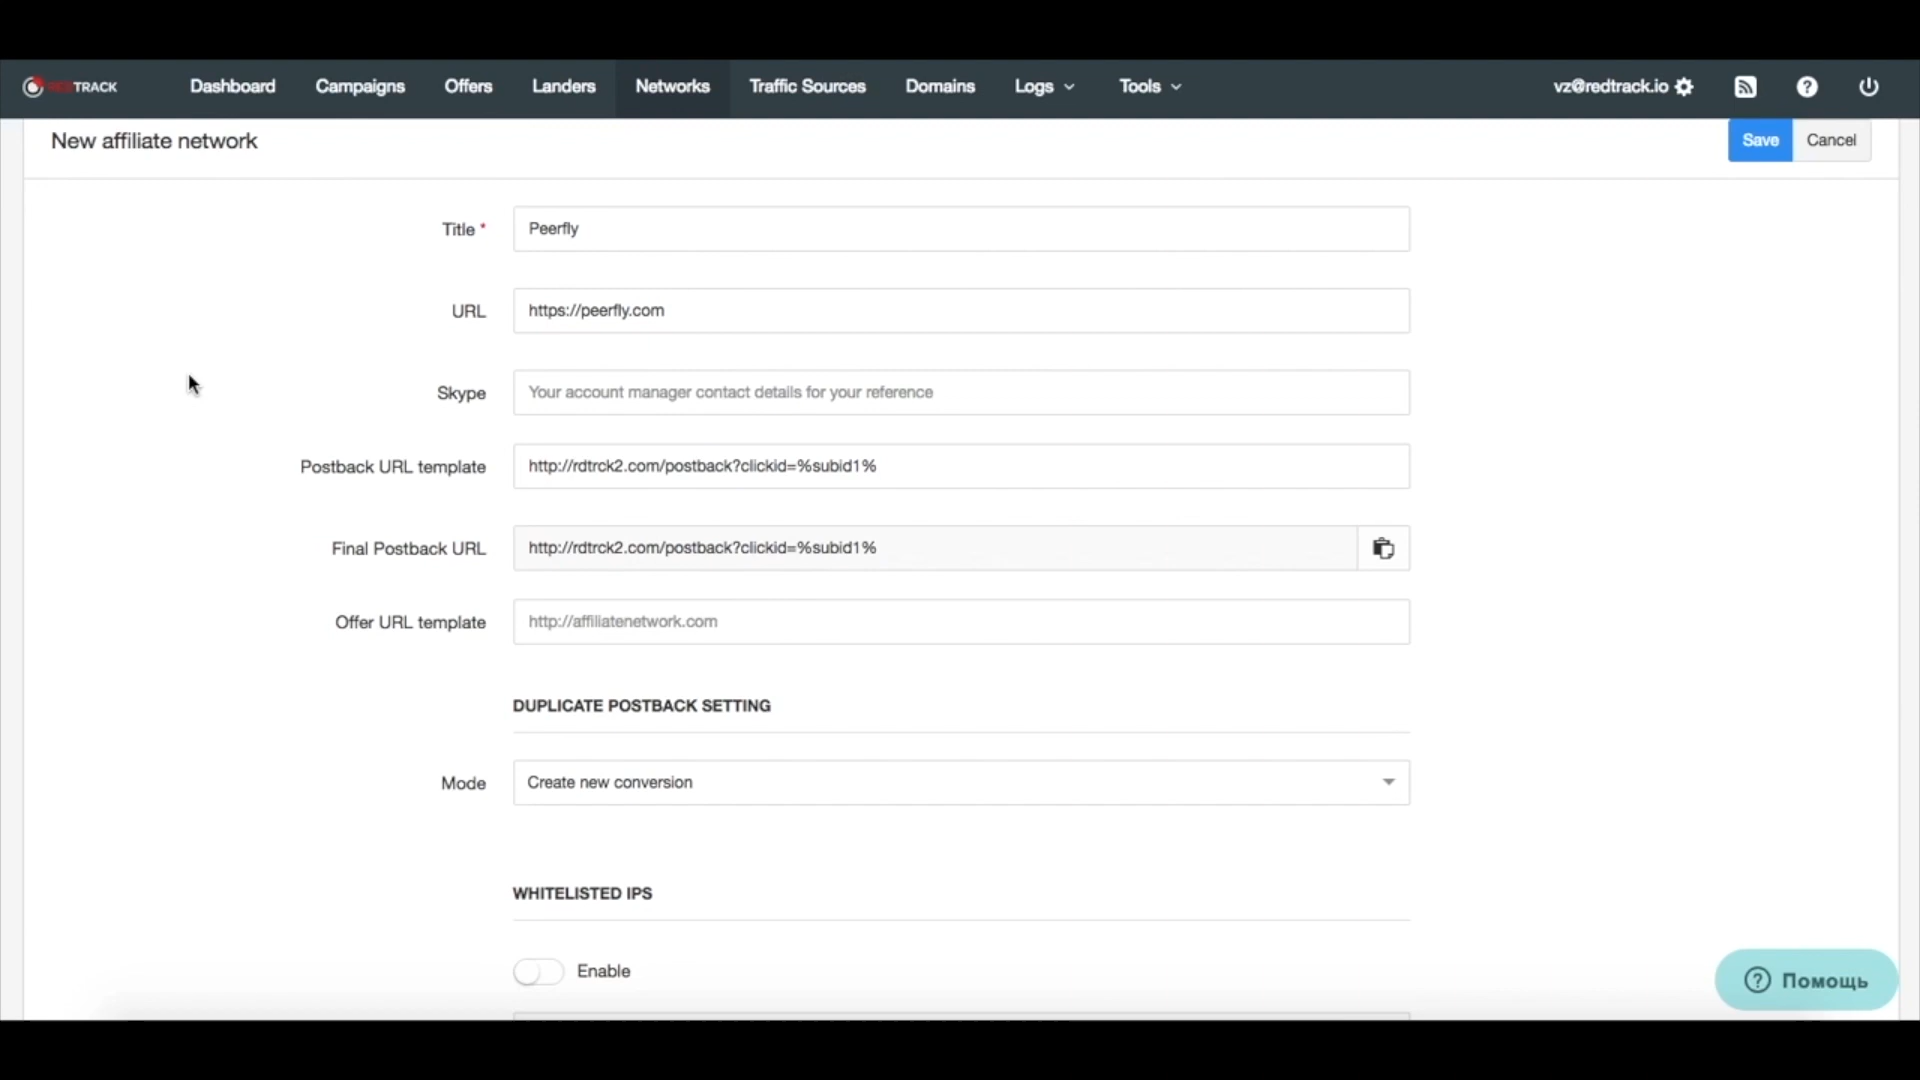 REDTRACK Dashboard Campaigns Offers Landers Networks Traffic Sources Domains Logs Tools vz@redtrack.io
New affiliate network Save Cancel
Title * Peerfly
URL https://peerfly.com
Skype Your account manager contact details for your reference
Postback URL template http://rdtrck2.com/postback?clickid=%subid1%
Final Postback URL http://rdtrck2.com/postback?clickid=%subid1%
Offer URL template http://affiliatenetwork.com
DUPLICATE POSTBACK SETTING
Mode Create new conversion
WHITELISTED IPS
Enable
Помощь